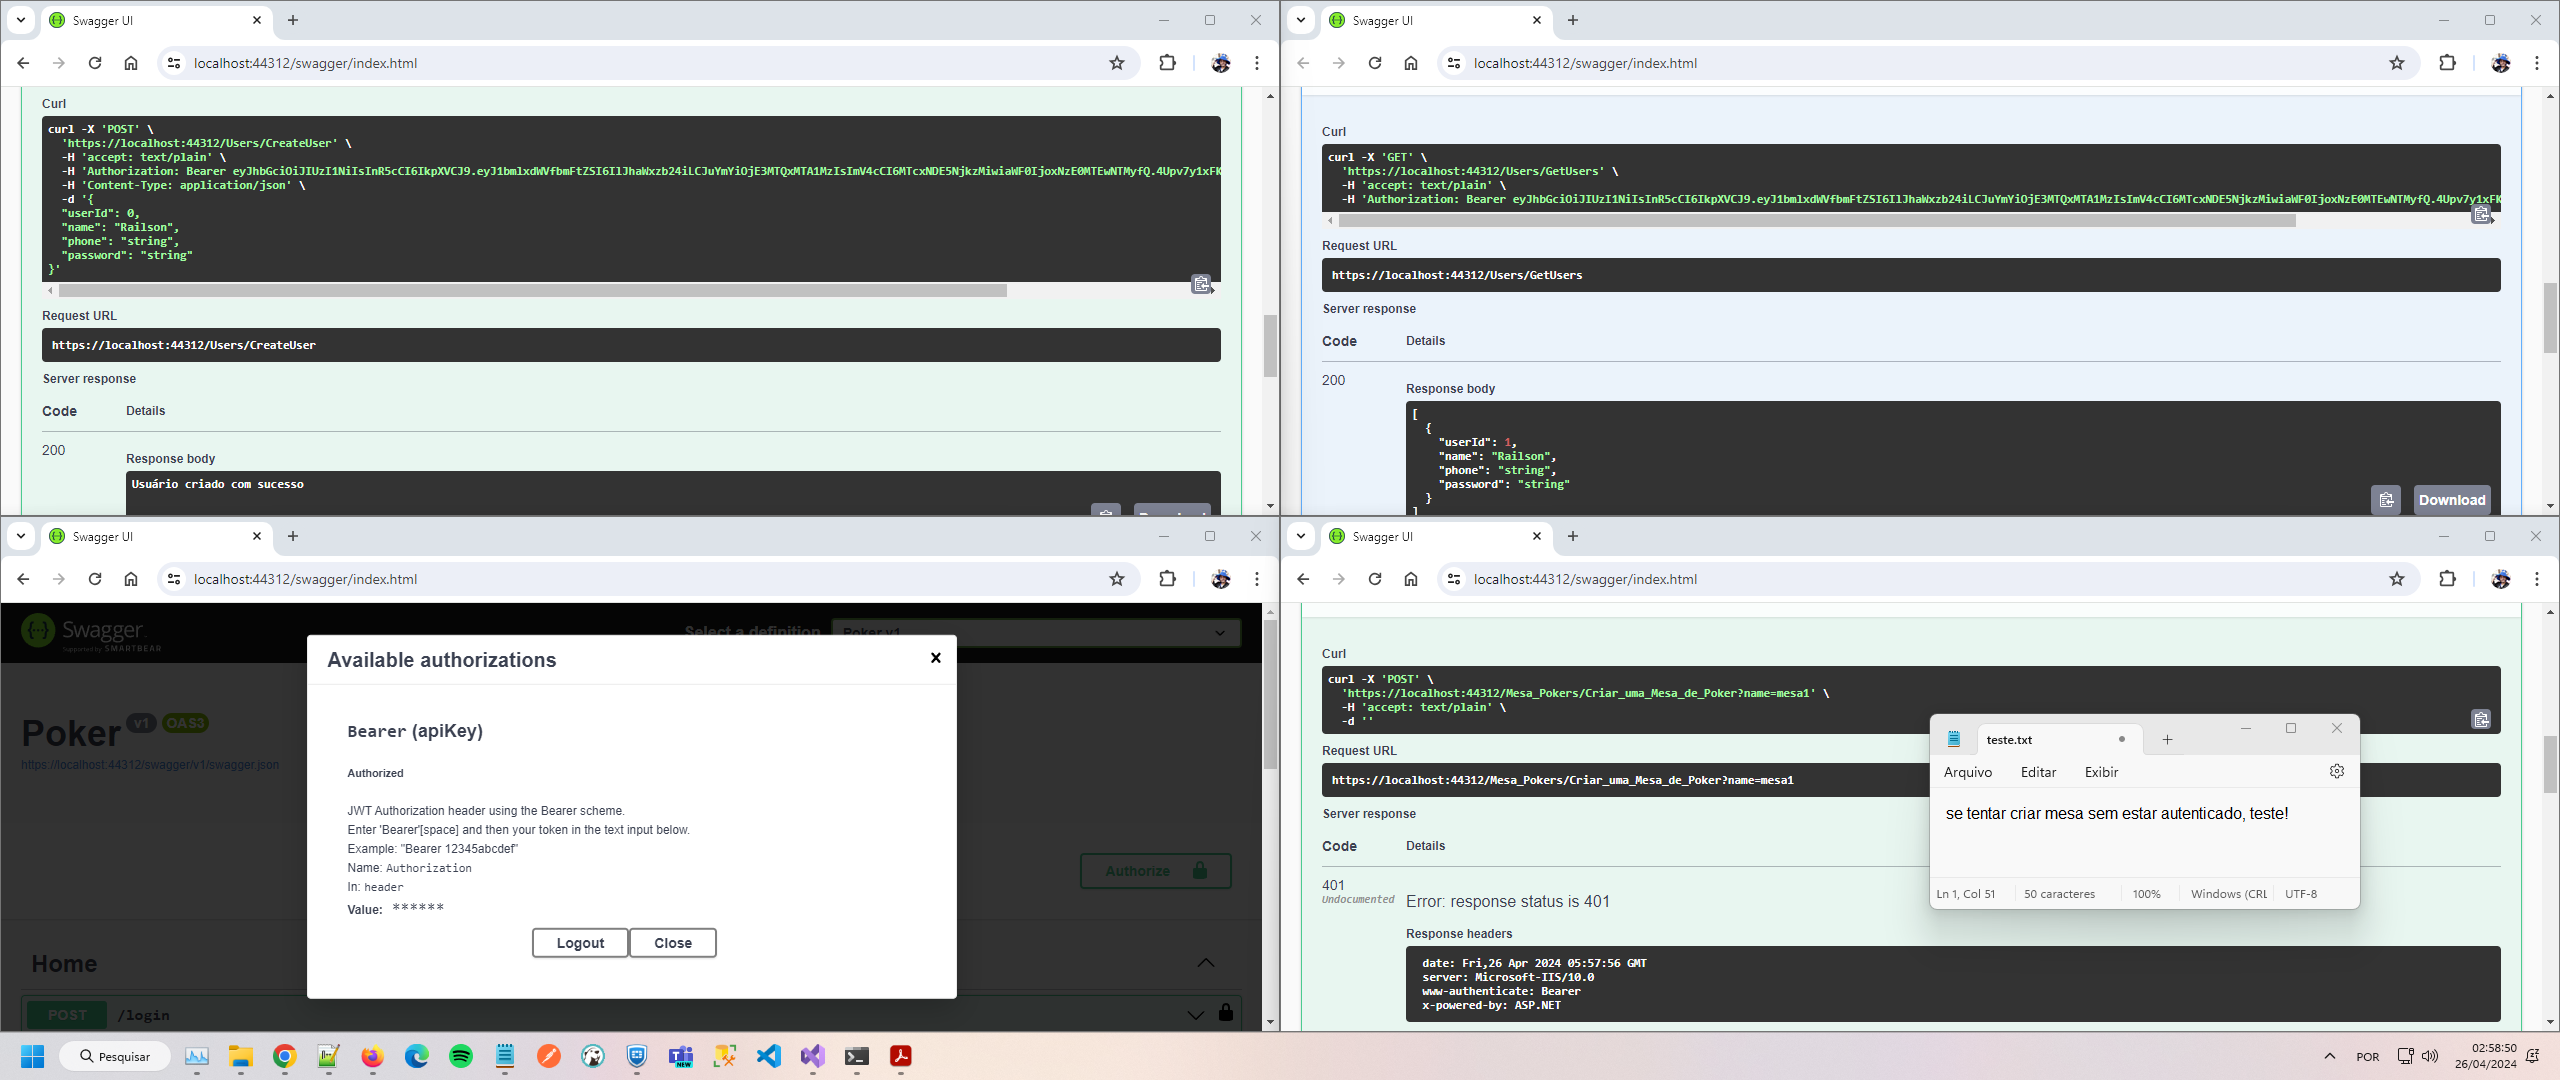 Swagger UI
localhost:44312/swagger/index.html
Curl
curl -X 'POST' \
'https://localhost:44312/Users/CreateUser' \
-H 'accept: text/plain' \
-H 'Authorization: Bearer
-H 'Content-Type: application/json' \
-d '{
"userId": 0,
"name": "Railson",
"phone": "string",
"password": "string"
}'
Request URL
https://localhost:44312/Users/CreateUser
Server response
Code Details
200
Response body
Usuário criado com sucesso
Swagger UI
localhost:44312/swagger/index.html
Curl
curl -X 'GET' \
'https://localhost:44312/Users/GetUsers' \
-H 'accept: text/plain' \
-H 'Authorization: Bearer
Request URL
https://localhost:44312/Users/GetUsers
Server response
Code Details
200
Response body
[
{
"userId": 1,
"name": "Railson",
"phone": "string",
"password": "string"
}
]
Download
Swagger UI
localhost:44312/swagger/index.html
Swagger
Supported by SMARTBEAR
Select a definition Poker v1
Poker v1 OAS3
https://localhost:44312/swagger/v1/swagger.json
Available authorizations
Bearer (apiKey)
Authorized
JWT Authorization header using the Bearer scheme.
Enter 'Bearer'[space] and then your token in the text input below.
Example: "Bearer 12345abcdef"
Name: Authorization
In: header
Value: ******
Logout Close
Authorize
Home
POST /login
Swagger UI
localhost:44312/swagger/index.html
Curl
curl -X 'POST' \
'https://localhost:44312/Mesa_Pokers/Criar_uma_Mesa_de_Poker?name=mesa1' \
-H 'accept: text/plain' \
-d ''
Request URL
https://localhost:44312/Mesa_Pokers/Criar_uma_Mesa_de_Poker?name=mesa1
Server response
Code Details
401
Undocumented
Error: response status is 401
Response headers
date: Fri,26 Apr 2024 05:57:56 GMT
server: Microsoft-IIS/10.0
www-authenticate: Bearer
x-powered-by: ASP.NET
teste.txt
Arquivo Editar Exibir
se tentar criar mesa sem estar autenticado, teste!
Ln 1, Col 51 50 caracteres 100% Windows (CRL UTF-8
Pesquisar
NEW
POR
02:58:50
26/04/2024